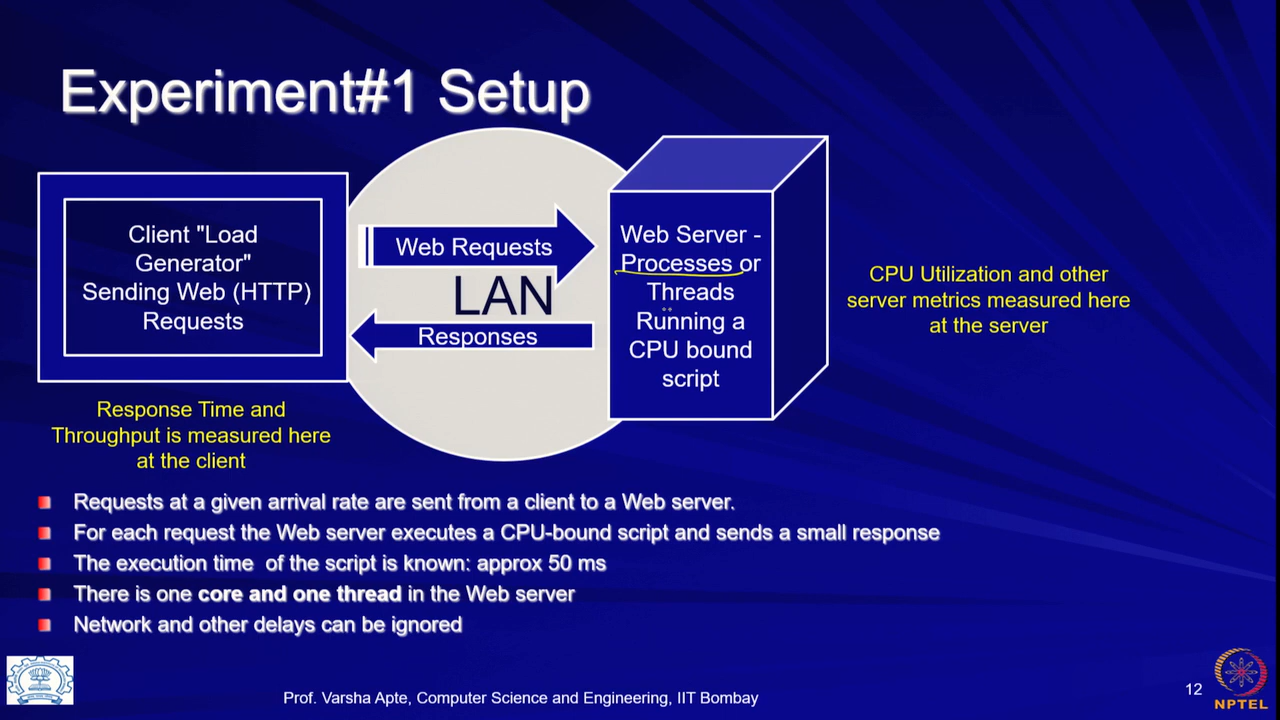 Experiment#1 Setup
Client "Load
Generator"
Sending Web (HTTP)
Requests
Web Requests
LAN
Responses
Web Server -
Processes or
Threads
Running a
CPU bound
script
CPU Utilization and other
server metrics measured here
at the server
Response Time and
Throughput is measured here
at the client
Requests at a given arrival rate are sent from a client to a Web server.
For each request the Web server executes a CPU-bound script and sends a small response
The execution time of the script is known: approx 50 ms
There is one core and one thread in the Web server
Network and other delays can be ignored
Prof. Varsha Apte, Computer Science and Engineering, IIT Bombay
12
NPTEL